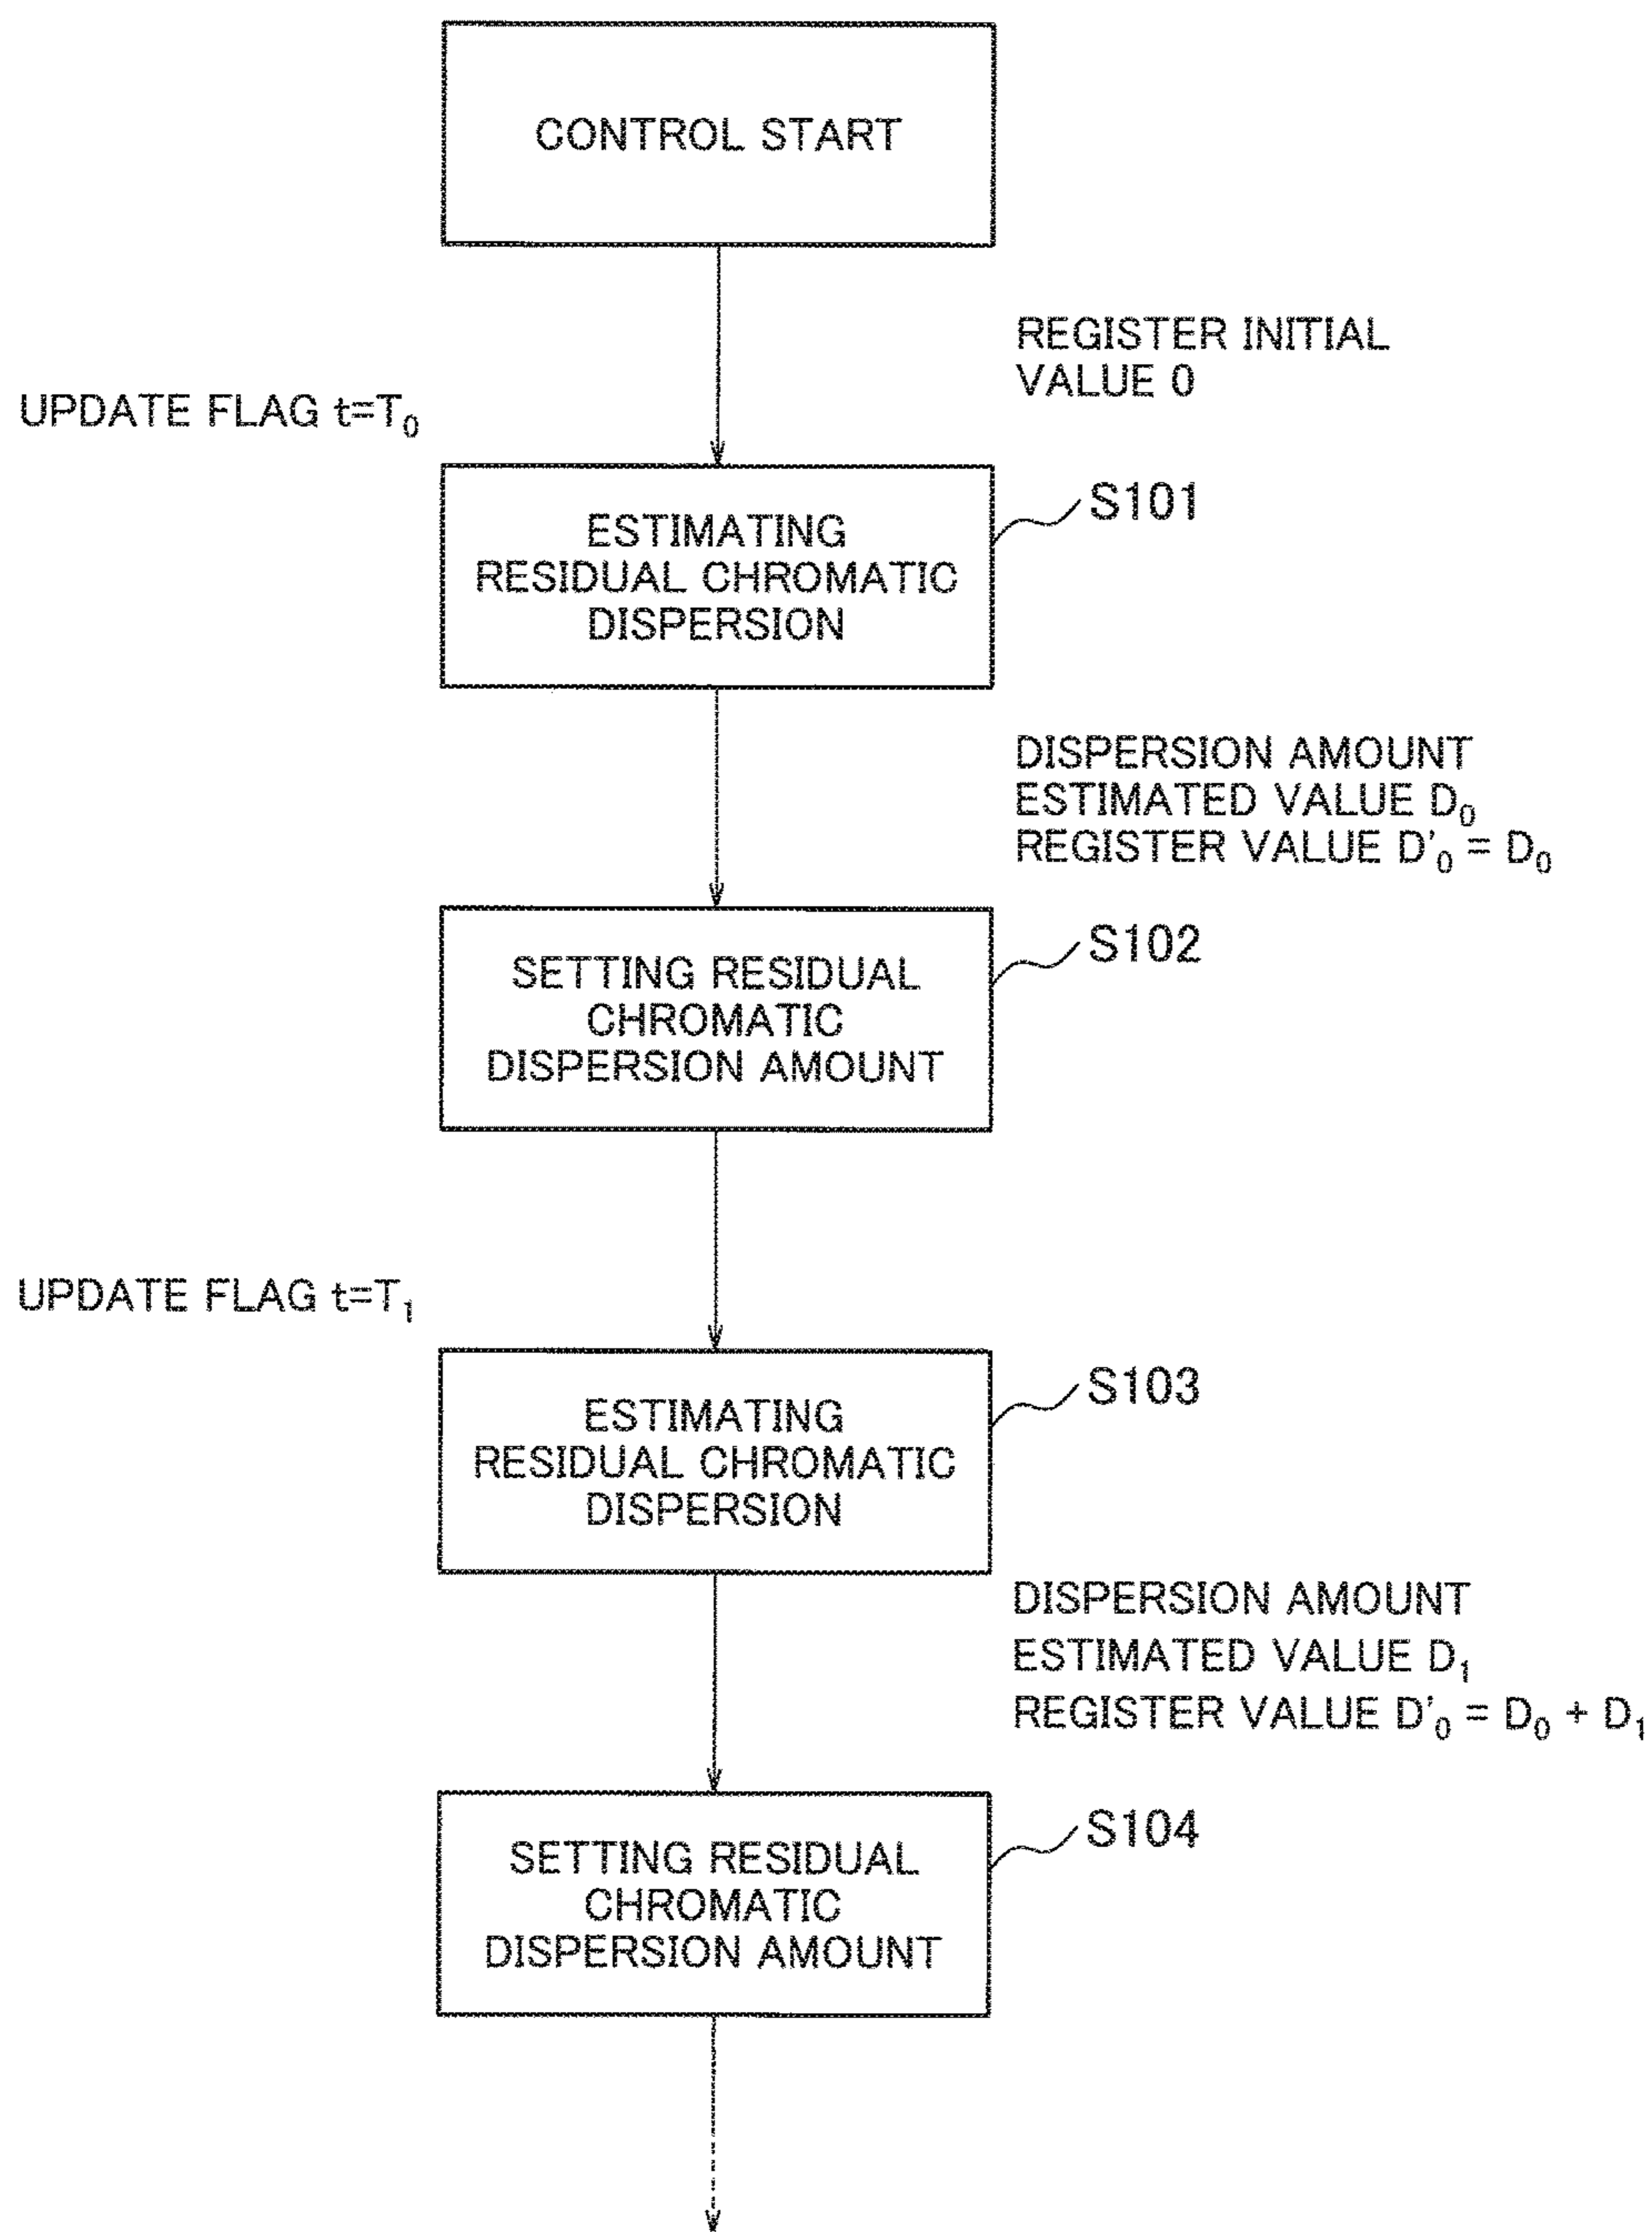 CONTROL START
REGISTER INITIAL
VALUE 0
UPDATE FLAG t=T₀
S101
ESTIMATING
RESIDUAL CHROMATIC
DISPERSION
DISPERSION AMOUNT
ESTIMATED VALUE D₀
REGISTER VALUE D'₀ = D₀
S102
SETTING RESIDUAL
CHROMATIC
DISPERSION AMOUNT
UPDATE FLAG t=T₁
S103
ESTIMATING
RESIDUAL CHROMATIC
DISPERSION
DISPERSION AMOUNT
ESTIMATED VALUE D₁
REGISTER VALUE D'₀ = D₀ + D₁
S104
SETTING RESIDUAL
CHROMATIC
DISPERSION AMOUNT